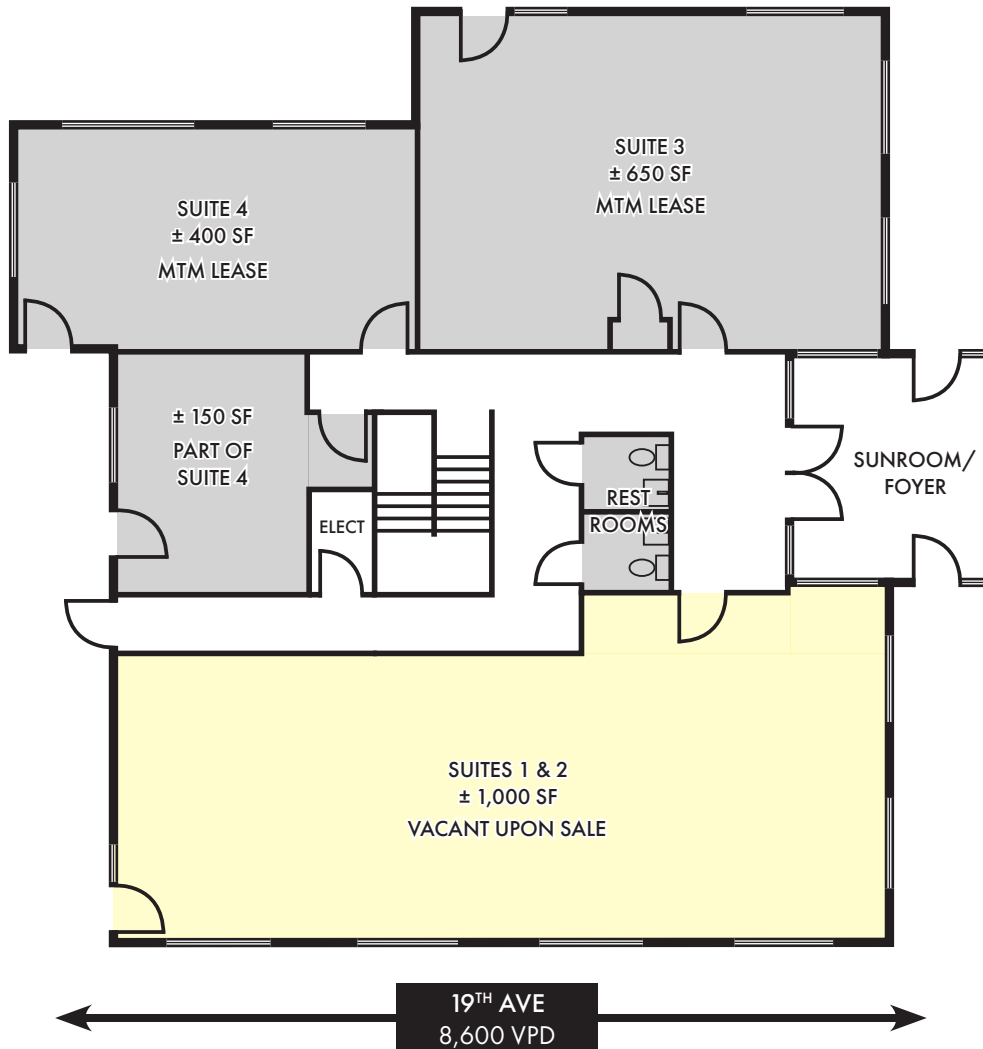 SUITE 3
± 650 SF
MTM LEASE
SUITE 4
± 400 SF
MTM LEASE
± 150 SF
PART OF
SUITE 4
ELECT
REST
ROOMS
SUNROOM/
FOYER
SUITES 1 & 2
± 1,000 SF
VACANT UPON SALE
19TH AVE
8,600 VPD